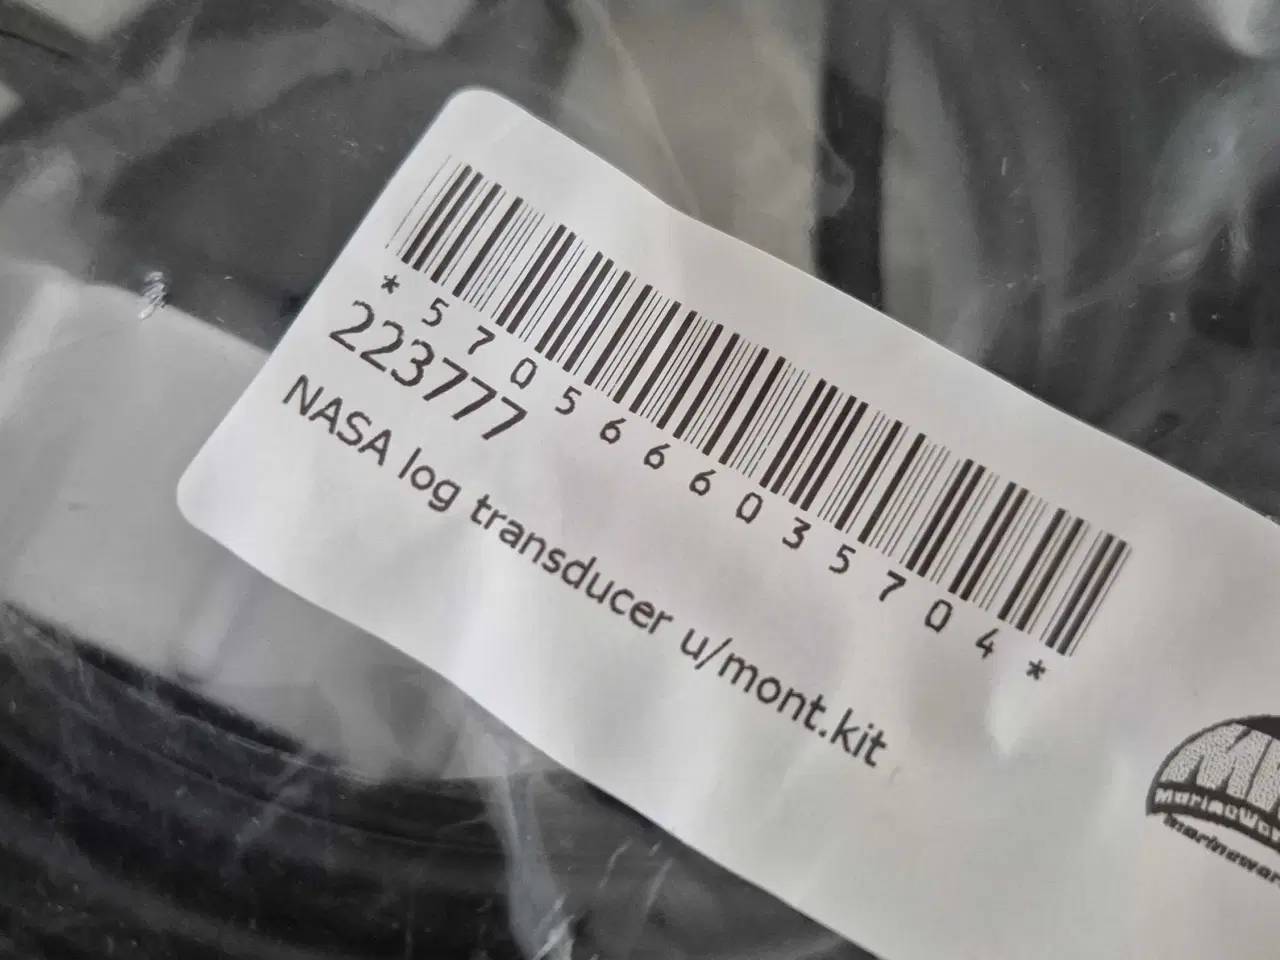 *5705666035704*
223777
NASA log transducer u/mont.kit